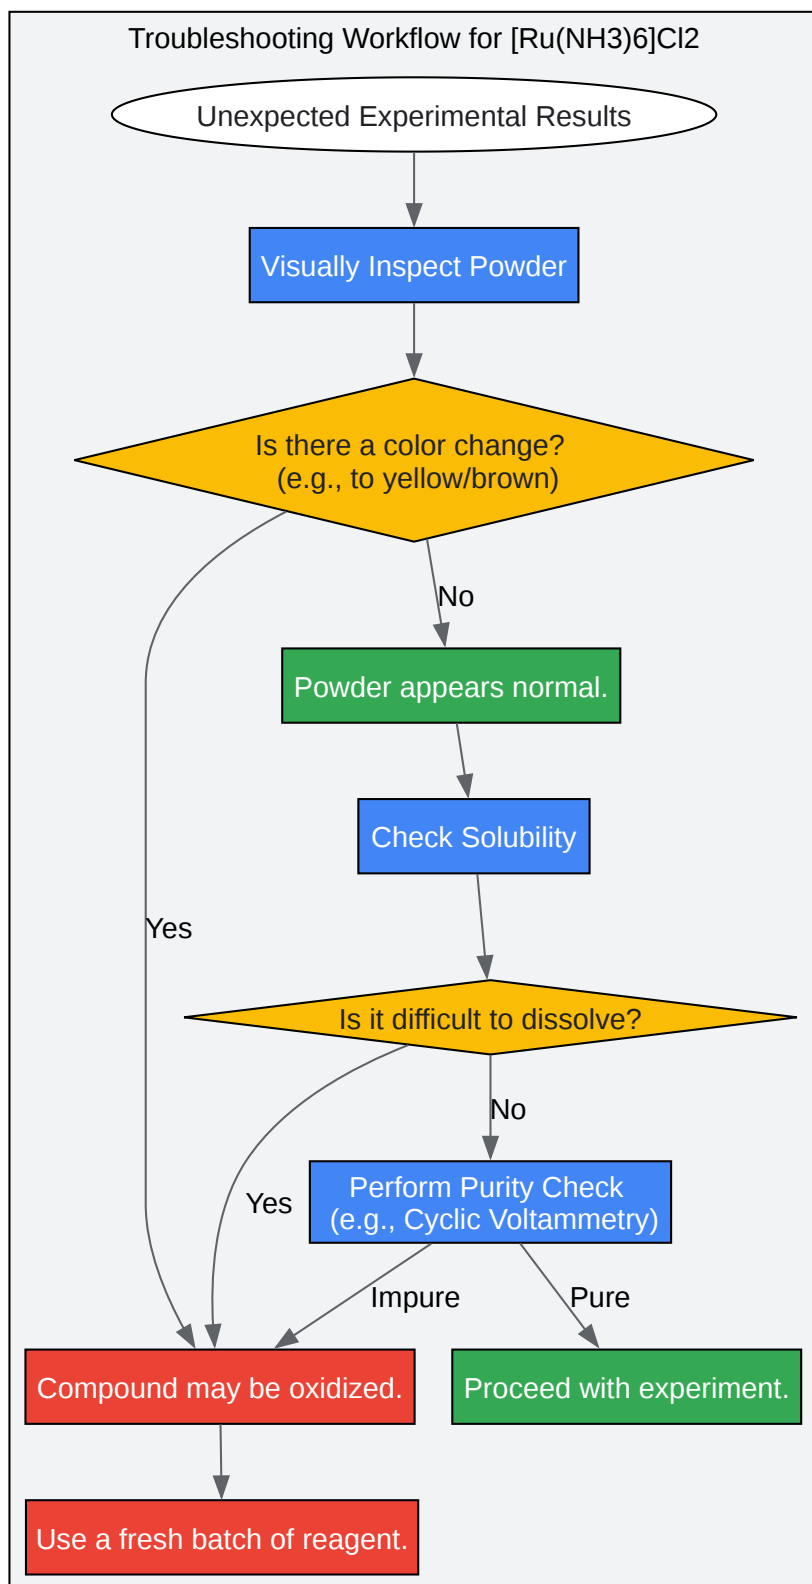 Troubleshooting Workflow for [Ru(NH3)6]Cl2
Unexpected Experimental Results
Visually Inspect Powder
Is there a color change?
(e.g., to yellow/brown)
No
Powder appears normal.
Check Solubility
Yes
Is it difficult to dissolve?
No
Perform Purity Check
(e.g., Cyclic Voltammetry)
Yes
Impure
Pure
Compound may be oxidized.
Proceed with experiment.
Use a fresh batch of reagent.